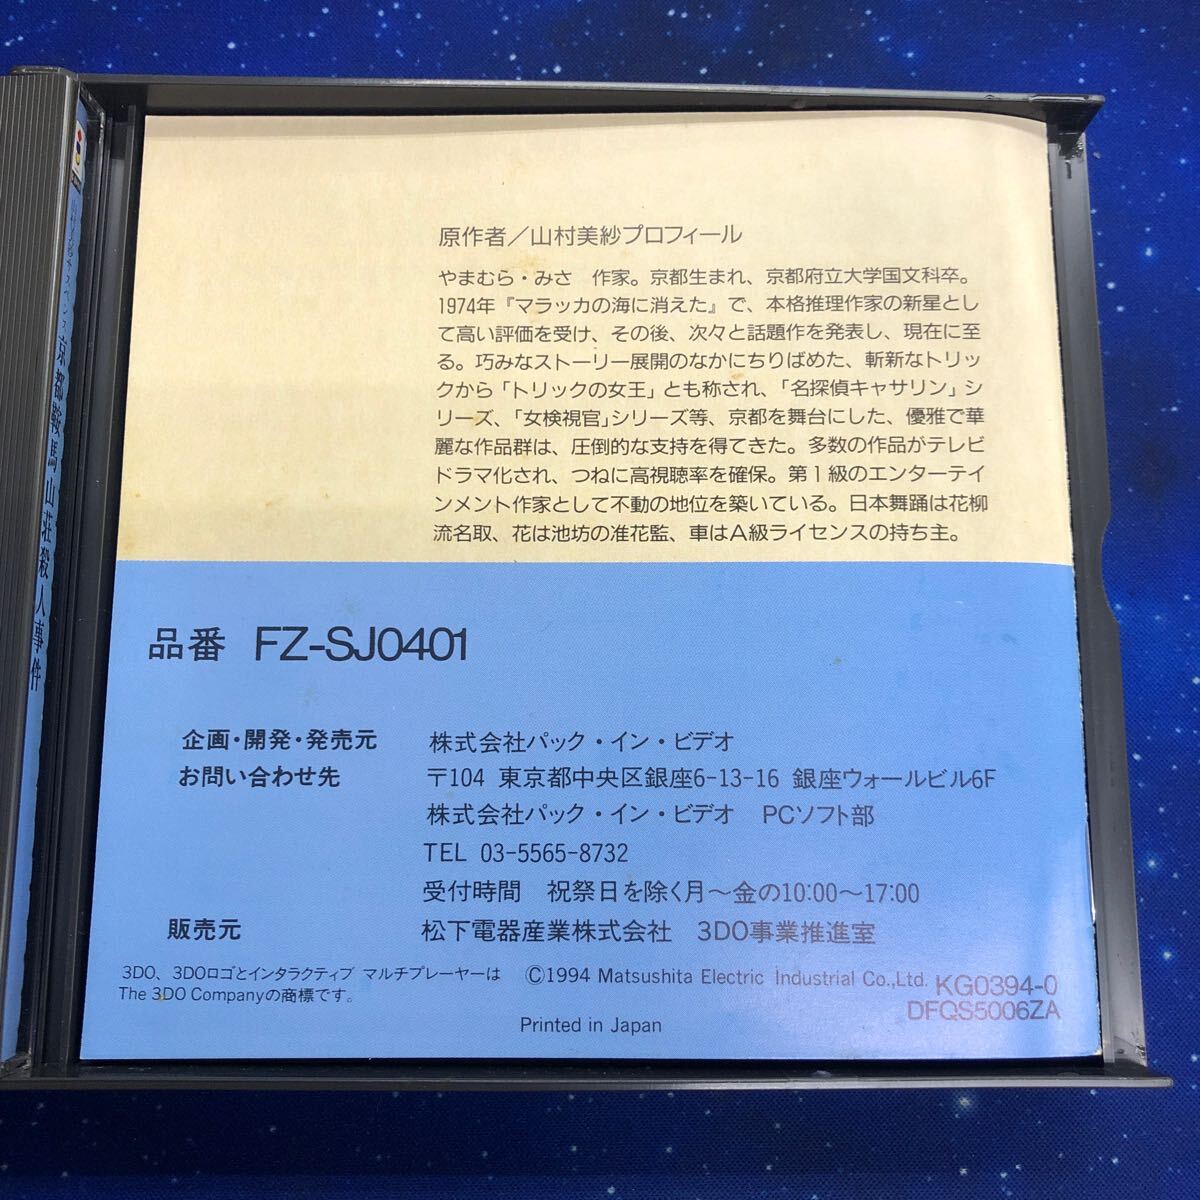 山村美紗サスペンス 京都鞍馬山荘殺人事件
原作者／山村美紗プロフィール
やまむら・みさ　作家。京都生まれ、京都府立大学国文科卒。
1974年『マラッカの海に消えた』で、本格推理作家の新星とし
て高い評価を受け、その後、次々と話題作を発表し、現在に至
る。巧みなストーリー展開のなかにちりばめた、斬新なトリッ
クから「トリックの女王」とも称され、「名探偵キャサリン」シ
リーズ、「女検視官」シリーズ等、京都を舞台にした、優雅で華
麗な作品群は、圧倒的な支持を得てきた。多数の作品がテレビ
ドラマ化され、つねに高視聴率を確保。第1級のエンターテイ
ンメント作家として不動の地位を築いている。日本舞踊は花柳
流名取、花は池坊の准花監、車はA級ライセンスの持ち主。
品番 FZ-SJ0401
企画・開発・発売元　株式会社パック・イン・ビデオ
お問い合わせ先　〒104 東京都中央区銀座6-13-16 銀座ウォールビル6F
株式会社パック・イン・ビデオ　PCソフト部
TEL 03-5565-8732
受付時間　祝祭日を除く月～金の10:00～17:00
販売元　松下電器産業株式会社　3DO事業推進室
3DO、3DOロゴとインタラクティブ マルチプレーヤーは
The 3DO Companyの商標です。
©1994 Matsushita Electric Industrial Co.,Ltd.
KG0394-0
DFQS5006ZA
Printed in Japan